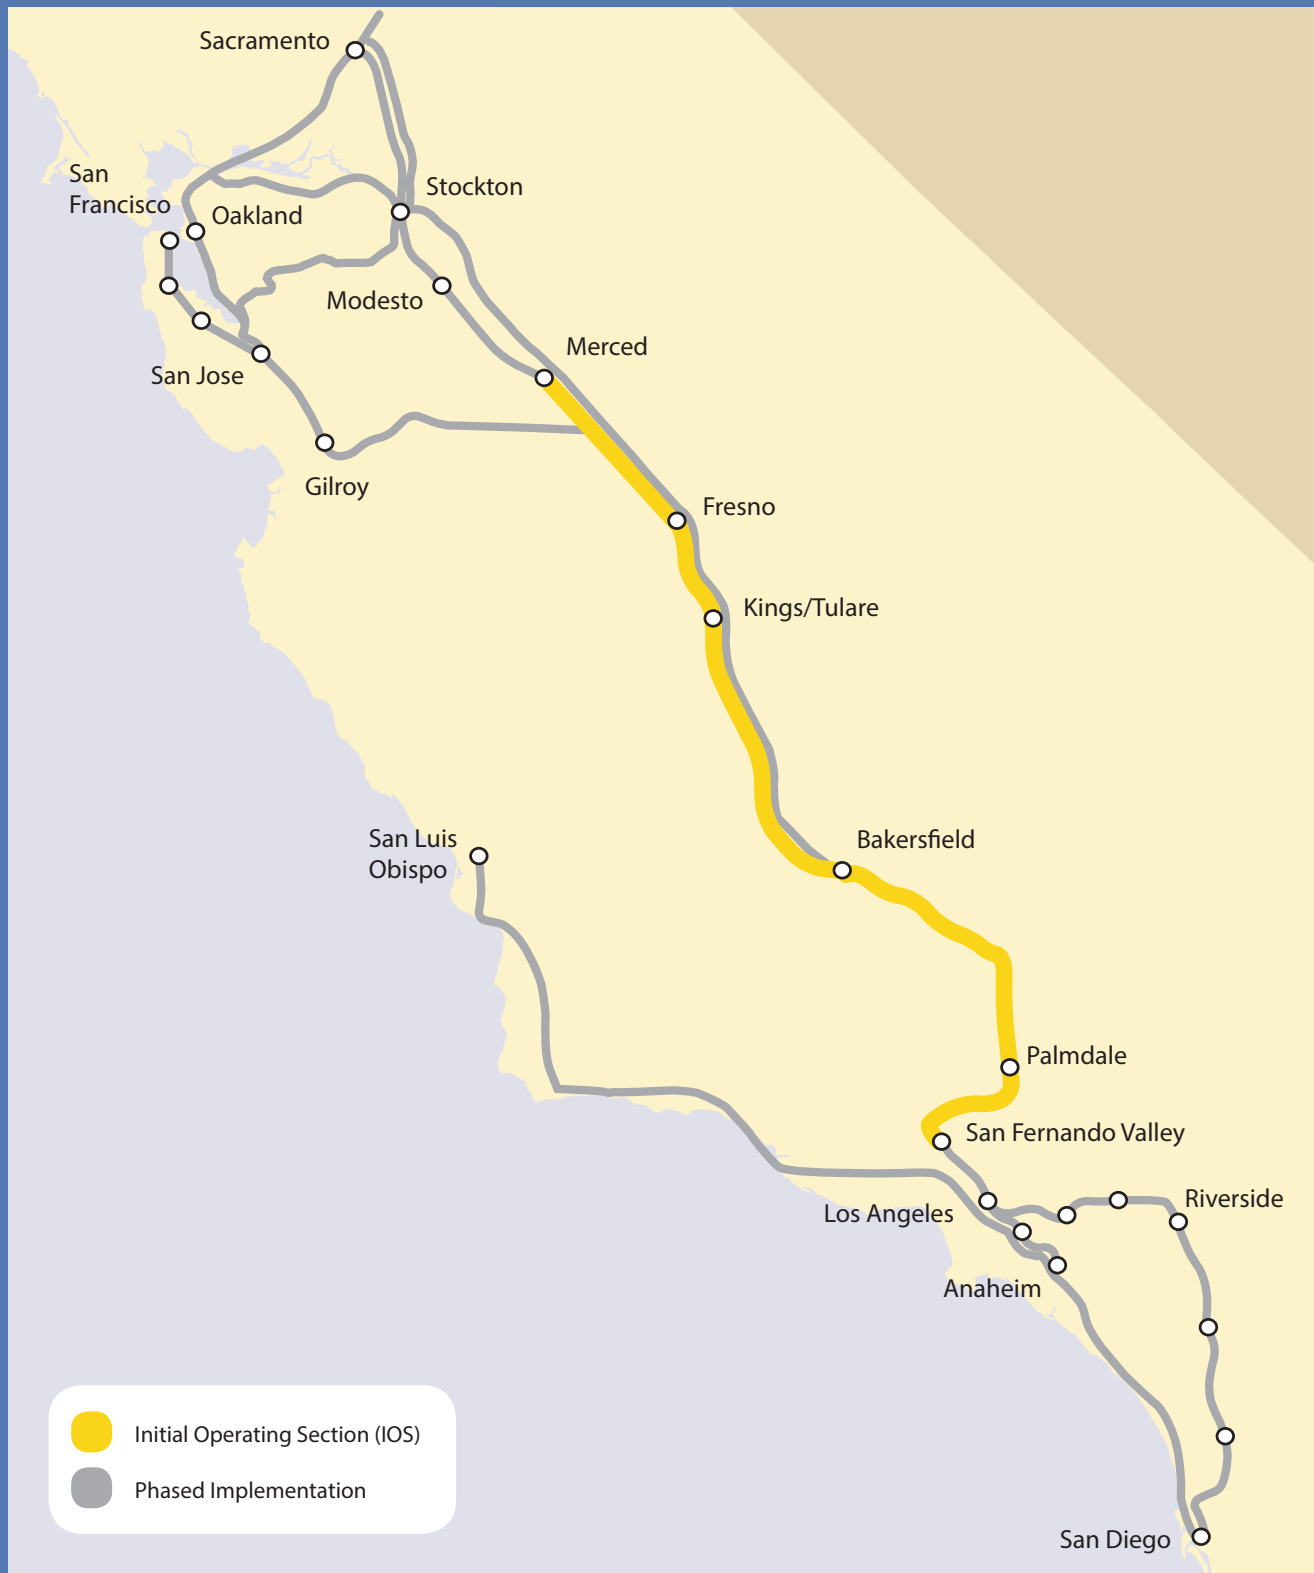 Sacramento
San
Francisco
Stockton
Oakland
Modesto
Merced
San Jose
Gilroy
Fresno
Kings/Tulare
San Luis
Obispo
Bakersfield
Palmdale
San Fernando Valley
Riverside
Los Angeles
Anaheim
Initial Operating Section (IOS)
Phased Implementation
San Diego